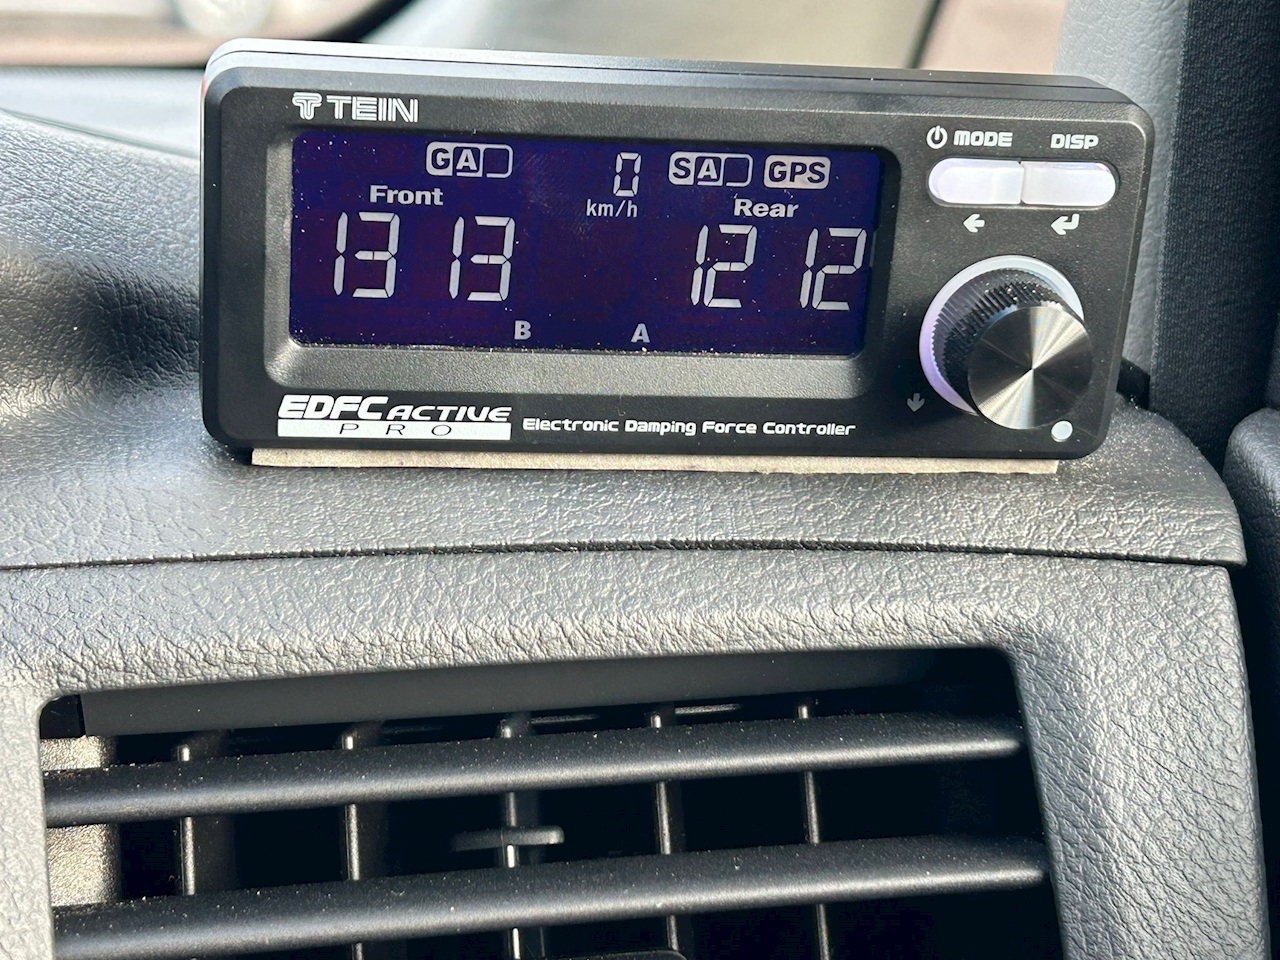 TEIN
MODE DISP
GA 0 km/h SA GPS
Front Rear
13 13 12 12
B A
EDFC ACTIVE
PRO
Electronic Damping Force Controller